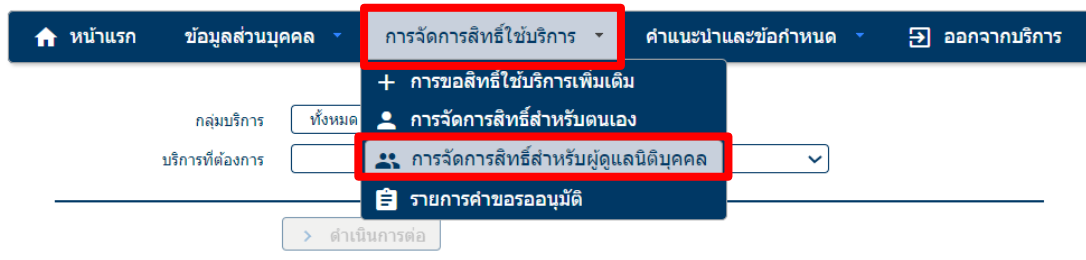 หน้าแรก ข้อมูลส่วนบุคคล การจัดการสิทธิ์ใช้บริการ คำแนะนำและข้อกำหนด ออกจากบริการ
การขอสิทธิ์ใช้บริการเพิ่มเติม
กลุ่มบริการ ทั้งหมด การจัดการสิทธิ์สำหรับตนเอง
บริการที่ต้องการ การจัดการสิทธิ์สำหรับผู้ดูแลนิติบุคคล
รายการคำขอรออนุมัติ
ดำเนินการต่อ